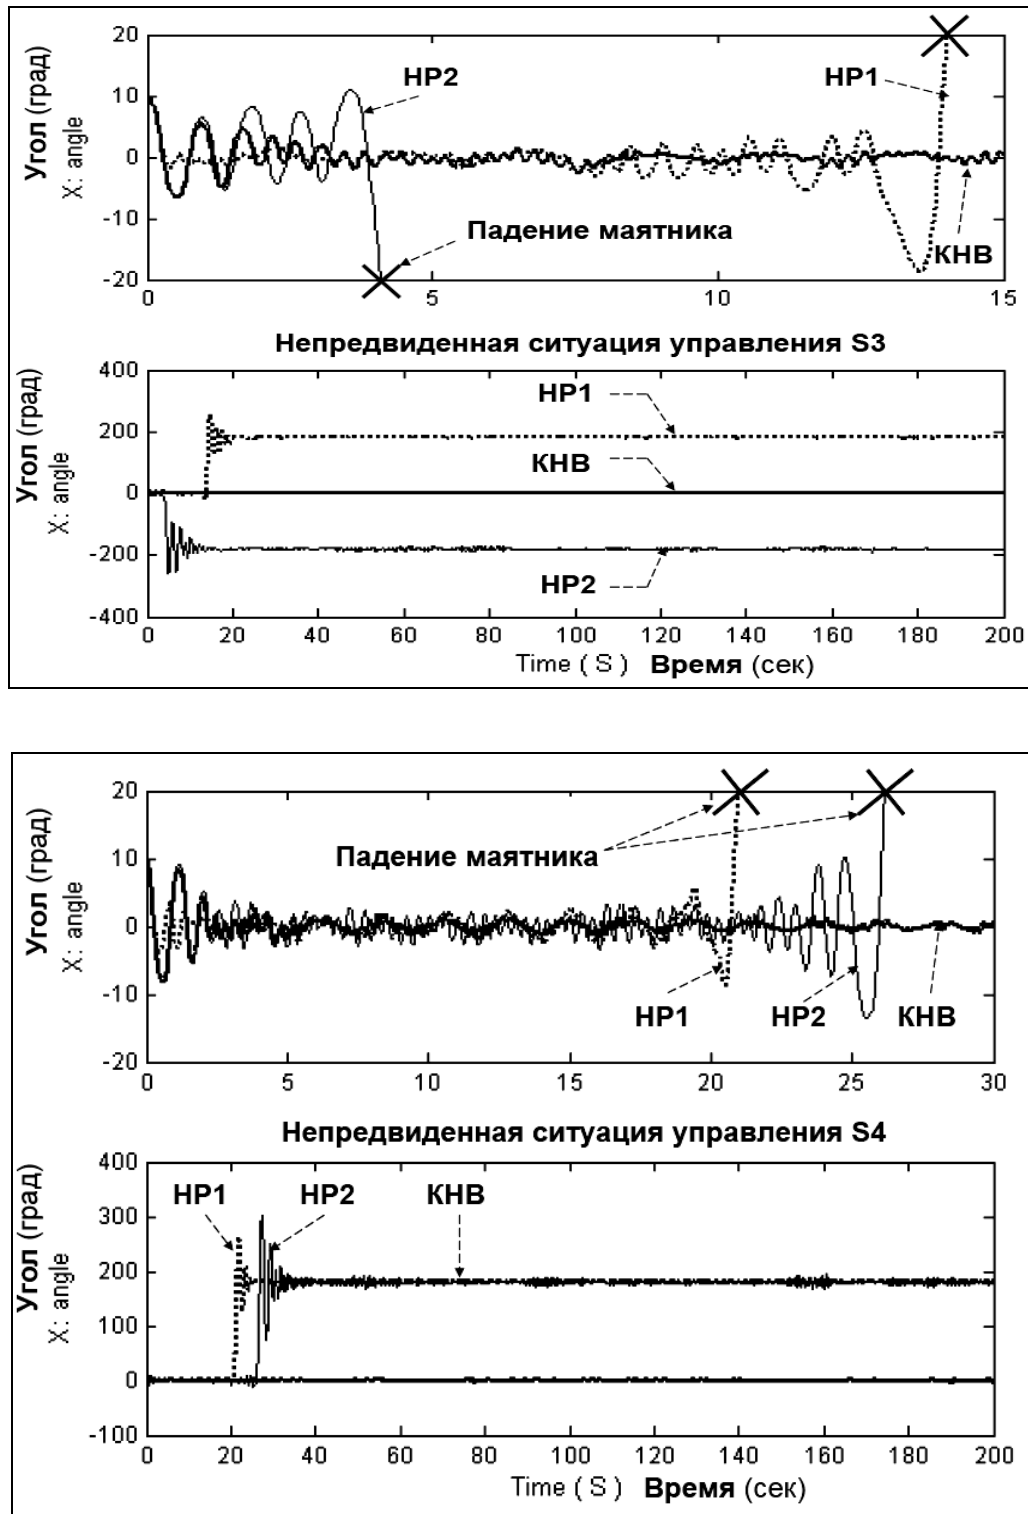 20
10
0
-10
-20
Угол (град)
X: angle
НР2
НР1
Падение маятника
КНВ
0
5
10
15
Непредвиденная ситуация управления S3
400
200
0
-200
-400
Угол (град)
X: angle
НР1
КНВ
НР2
0 20 40 60 80 100 120 140 160 180 200
Time ( S ) Время (сек)
20
10
0
-10
-20
Угол (град)
X: angle
Падение маятника
НР1
НР2
КНВ
0 5 10 15 20 25 30
Непредвиденная ситуация управления S4
400
300
200
100
0
-100
Угол (град)
X: angle
НР1
НР2
КНВ
0 20 40 60 80 100 120 140 160 180 200
Time ( S ) Время (сек)